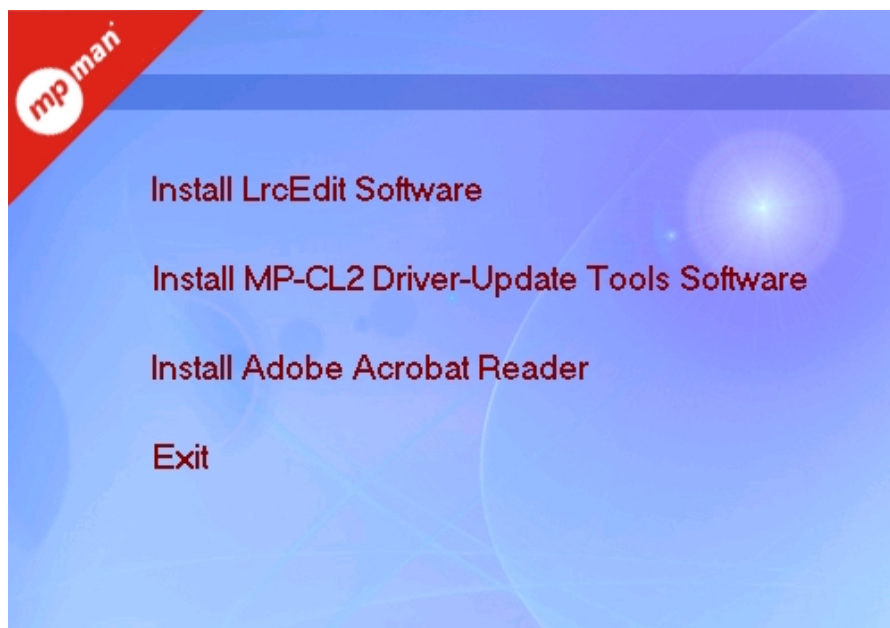 mpman
Install LrcEdit Software
Install MP-CL2 Driver-Update Tools Software
Install Adobe Acrobat Reader
Exit